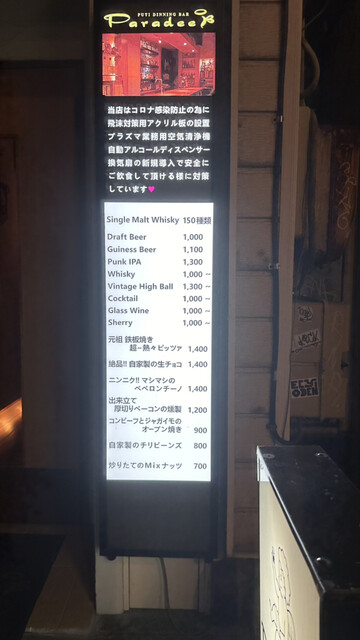 PUTI DINNING BAR
Paradee
当店はコロナ感染防止の為に
飛沫対策用アクリル板の設置
プラズマ業務用空気清浄機
自動アルコールディスペンサー
換気扇の新規導入で安全に
ご飲食して頂ける様に対策
しています♥
Single Malt Whisky 150種類
Draft Beer 1,000
Guiness Beer 1,100
Punk IPA 1,300
Whisky 1,000 ~
Vintage High Ball 1,300 ~
Cocktail 1,000 ~
Glass Wine 1,000 ~
Sherry 1,000 ~
元祖 鉄板焼き
超~熱々ピッツァ 1,400
絶品!! 自家製の生チョコ 1,400
ニンニク!! マシマシの
ペペロンチーノ 1,400
出来立て
厚切りベーコンの燻製 1,200
コンビーフとジャガイモの
オーブン焼き 900
自家製のチリビーンズ 800
炒りたてのMixナッツ 700